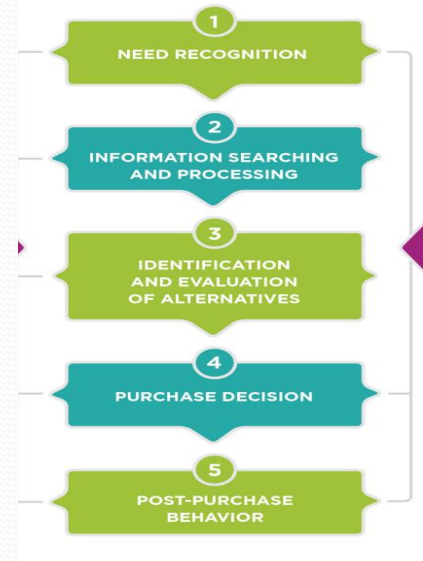 1
NEED RECOGNITION
2
INFORMATION SEARCHING
AND PROCESSING
3
IDENTIFICATION
AND EVALUATION
OF ALTERNATIVES
4
PURCHASE DECISION
5
POST-PURCHASE
BEHAVIOR